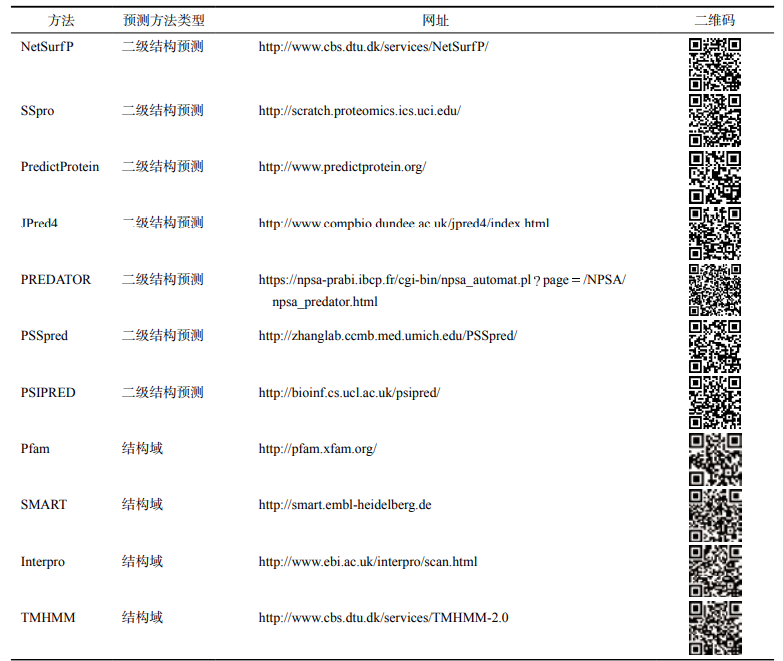 方法 预测方法类型 网址 二维码
NetSurfP 二级结构预测 http://www.cbs.dtu.dk/services/NetSurfP/
SSpro 二级结构预测 http://scratch.proteomics.ics.uci.edu/
PredictProtein 二级结构预测 http://www.predictprotein.org/
JPred4 二级结构预测 http://www.compbio.dundee.ac.uk/jpred4/index.html
PREDATOR 二级结构预测 https://npsa-prabi.ibcp.fr/cgi-bin/npsa_automat.pl?page=/NPSA/
npsa_predator.html
PSSpred 二级结构预测 http://zhanglab.ccmb.med.umich.edu/PSSpred/
PSIPRED 二级结构预测 http://bioinf.cs.ucl.ac.uk/psipred/
Pfam 结构域 http://pfam.xfam.org/
SMART 结构域 http://smart.embl-heidelberg.de
Interpro 结构域 http://www.ebi.ac.uk/interpro/scan.html
TMHMM 结构域 http://www.cbs.dtu.dk/services/TMHMM-2.0